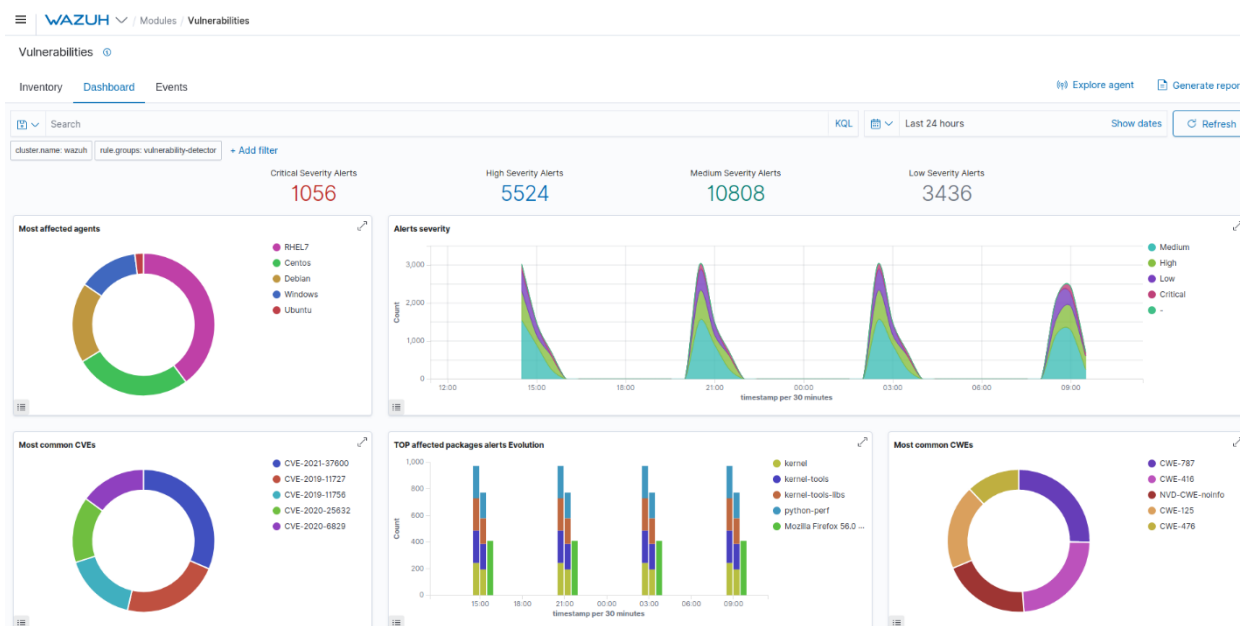 WAZUH / Modules / Vulnerabilities
Vulnerabilities
Inventory Dashboard Events
Explore agent Generate repor
Search KQL Last 24 hours Show dates Refresh
cluster.name: wazuh rule.groups: vulnerability-detector + Add filter
Critical Severity Alerts High Severity Alerts Medium Severity Alerts Low Severity Alerts
1056 5524 10808 3436
Most affected agents
RHEL7
Centos
Debian
Windows
Ubuntu
Alerts severity
3,000
2,000
1,000
0
Count
12:00 15:00 18:00 21:00 00:00 03:00 06:00 09:00
timestamp per 30 minutes
Medium
High
Low
Critical
-
Most common CVEs
CVE-2021-37600
CVE-2019-11727
CVE-2019-11756
CVE-2020-25632
CVE-2020-6829
TOP affected packages alerts Evolution
1,000
800
600
400
200
0
Count
15:00 18:00 21:00 00:00 03:00 06:00 09:00
timestamp per 30 minutes
kernel
kernel-tools
kernel-tools-libs
python-perf
Mozilla Firefox 56.0 ...
Most common CWEs
CWE-787
CWE-416
NVD-CWE-noinfo
CWE-125
CWE-476